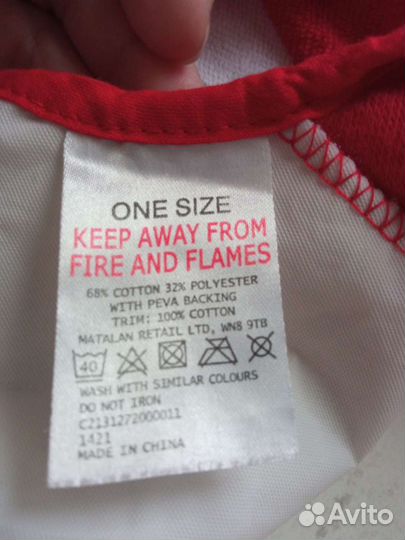 ONE SIZE
KEEP AWAY FROM
FIRE AND FLAMES
68% COTTON 32% POLYESTER
WITH PEVA BACKING
TRIM: 100% COTTON
MATALAN RETAIL LTD, WN8 9TB
40
WASH WITH SIMILAR COLOURS
DO NOT IRON
C2131272000011
1421
MADE IN CHINA
Avito